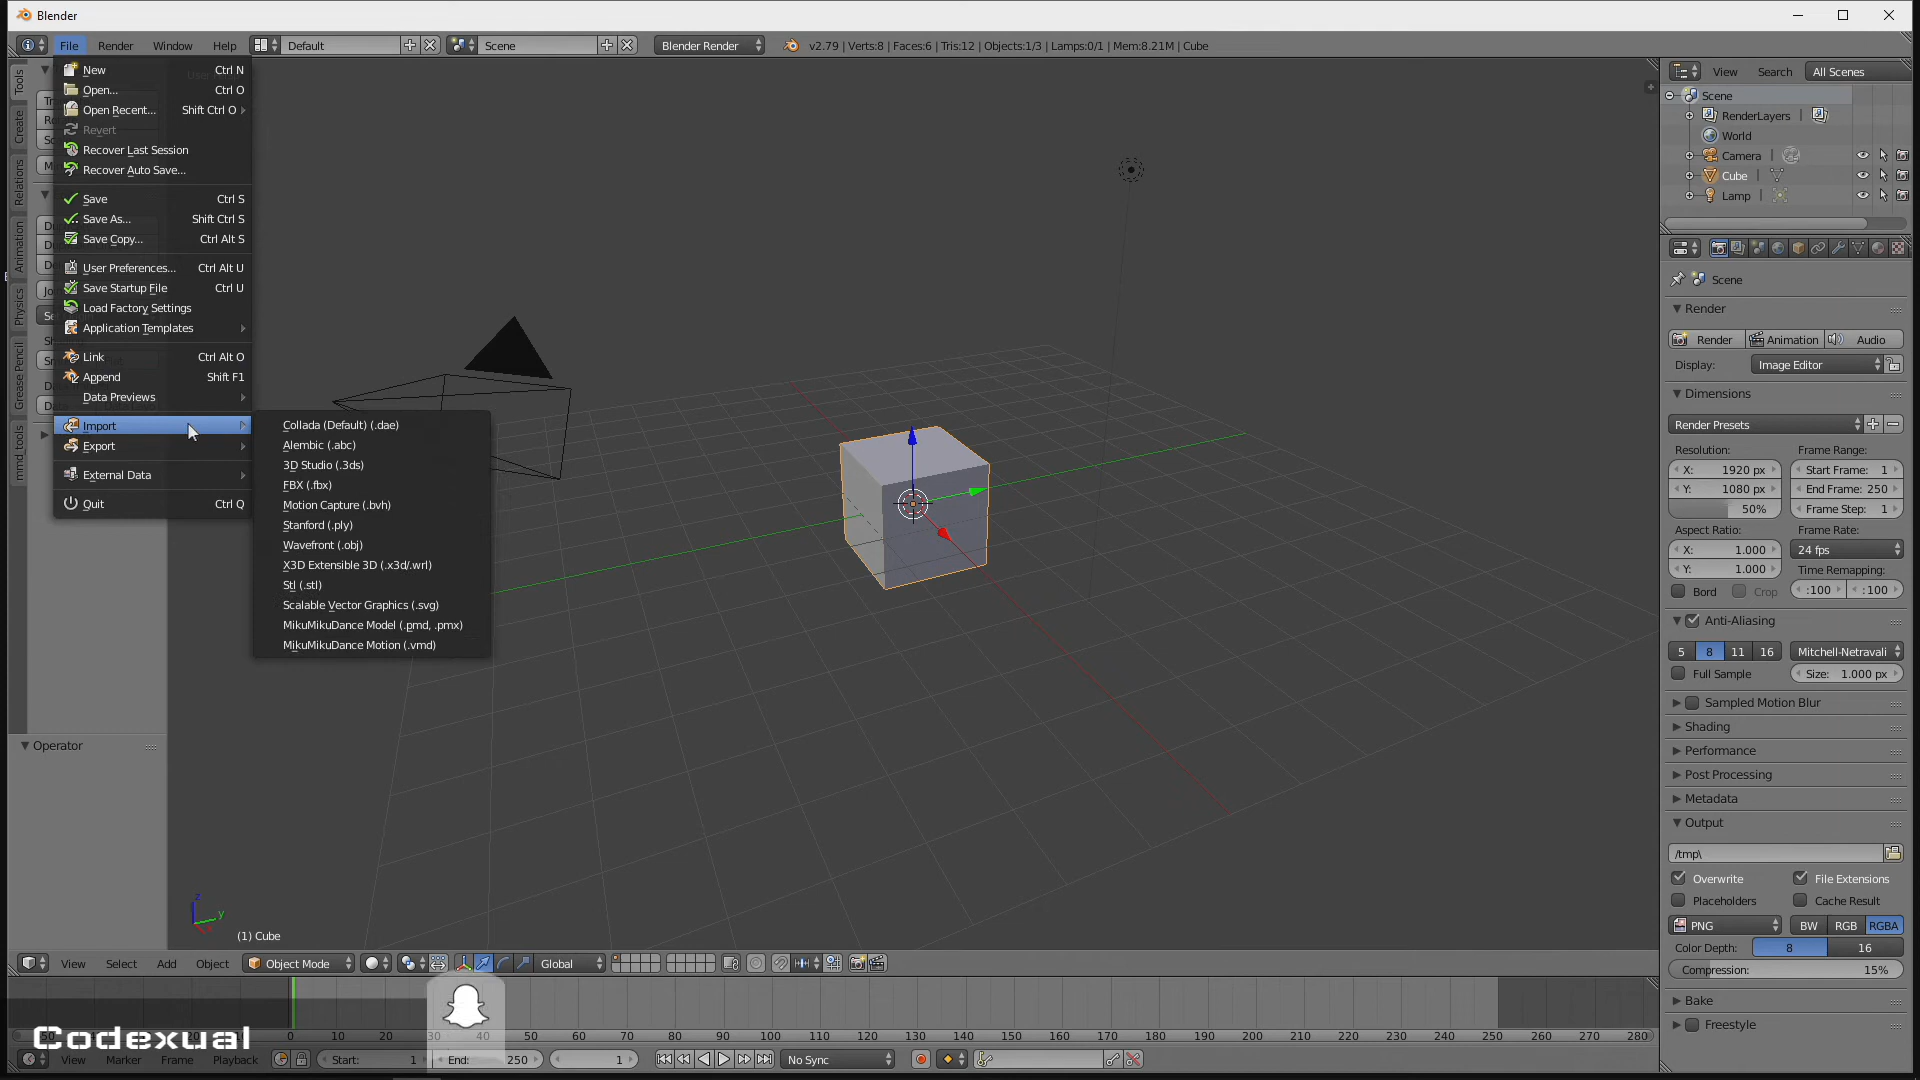 Blender
File Render Window Help Default Scene Blender Render v2.79 | Verts:8 | Faces:6 | Tris:12 | Objects:1/3 | Lamps:0/1 | Mem:8.21M | Cube
New Ctrl N
Open... Ctrl O
Open Recent... Shift Ctrl O
Revert
Recover Last Session
Recover Auto Save...
Save Ctrl S
Save As... Shift Ctrl S
Save Copy... Ctrl Alt S
User Preferences... Ctrl Alt U
Save Startup File Ctrl U
Load Factory Settings
Application Templates
Link Ctrl Alt O
Append Shift F1
Data Previews
Import
Export
External Data
Quit Ctrl Q
Collada (Default) (.dae)
Alembic (.abc)
3D Studio (.3ds)
FBX (.fbx)
Motion Capture (.bvh)
Stanford (.ply)
Wavefront (.obj)
X3D Extensible 3D (.x3d/.wrl)
Stl (.stl)
Scalable Vector Graphics (.svg)
MikuMikuDance Model (.pmd, .pmx)
MikuMikuDance Motion (.vmd)
Tools
Create
Relations
Animation
Physics
Grease Pencil
mmd_tools
Operator
z
y
(1) Cube
View Select Add Object Object Mode Global
View Search All Scenes
Scene
RenderLayers
World
Camera
Cube
Lamp
Scene
Render
Render Animation Audio
Display: Image Editor
Dimensions
Render Presets
Resolution: Frame Range:
X: 1920 px Start Frame: 1
Y: 1080 px End Frame: 250
50% Frame Step: 1
Aspect Ratio: Frame Rate:
X: 1.000 24 fps
Y: 1.000 Time Remapping:
Bord Crop :100 :100
Anti-Aliasing
5 8 11 16 Mitchell-Netravali
Full Sample Size: 1.000 px
Sampled Motion Blur
Shading
Performance
Post Processing
Metadata
Output
/tmp\
Overwrite File Extensions
Placeholders Cache Result
PNG BW RGB RGBA
Color Depth: 8 16
Compression: 15%
Bake
Freestyle
0 10 20 30 40 50 60 70 80 90 100 110 120 130 140 150 160 170 180 190 200 210 220 230 240 250 260 270 280
Codexual
View Marker Frame Playback Start: 1 End: 250 1 No Sync